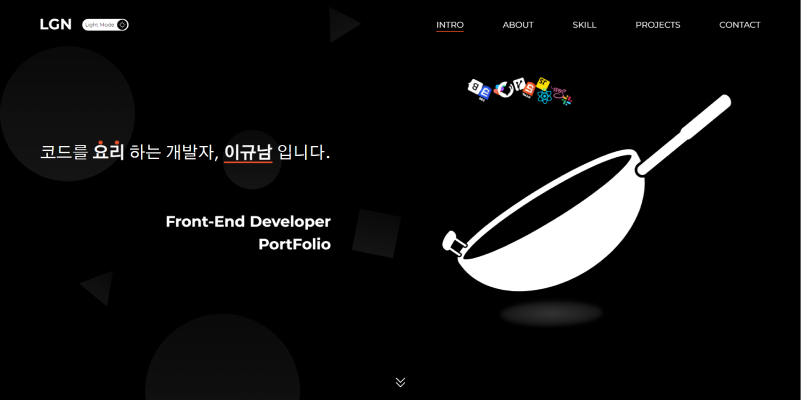 LGN
Light Mode
INTRO
ABOUT
SKILL
PROJECTS
CONTACT
코드를 요리 하는 개발자, 이규남 입니다.
Front-End Developer
PortFolio